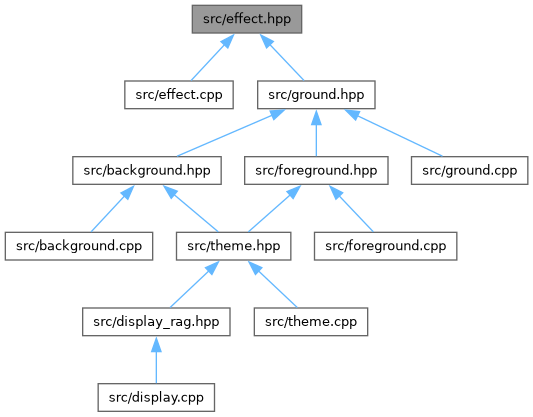 src/effect.hpp
src/effect.cpp
src/ground.hpp
src/background.hpp
src/foreground.hpp
src/ground.cpp
src/background.cpp
src/theme.hpp
src/foreground.cpp
src/display_rag.hpp
src/theme.cpp
src/display.cpp